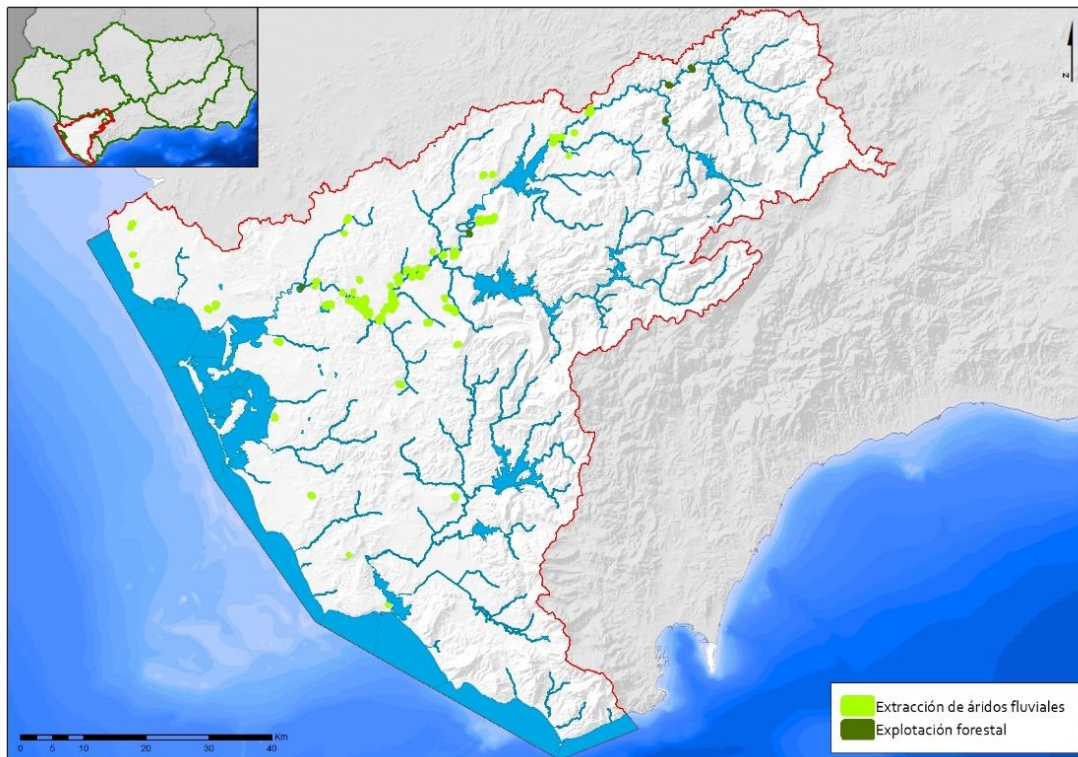 N
Extracción de áridos fluviales
Explotación forestal
Km
0 5 10 20 30 40